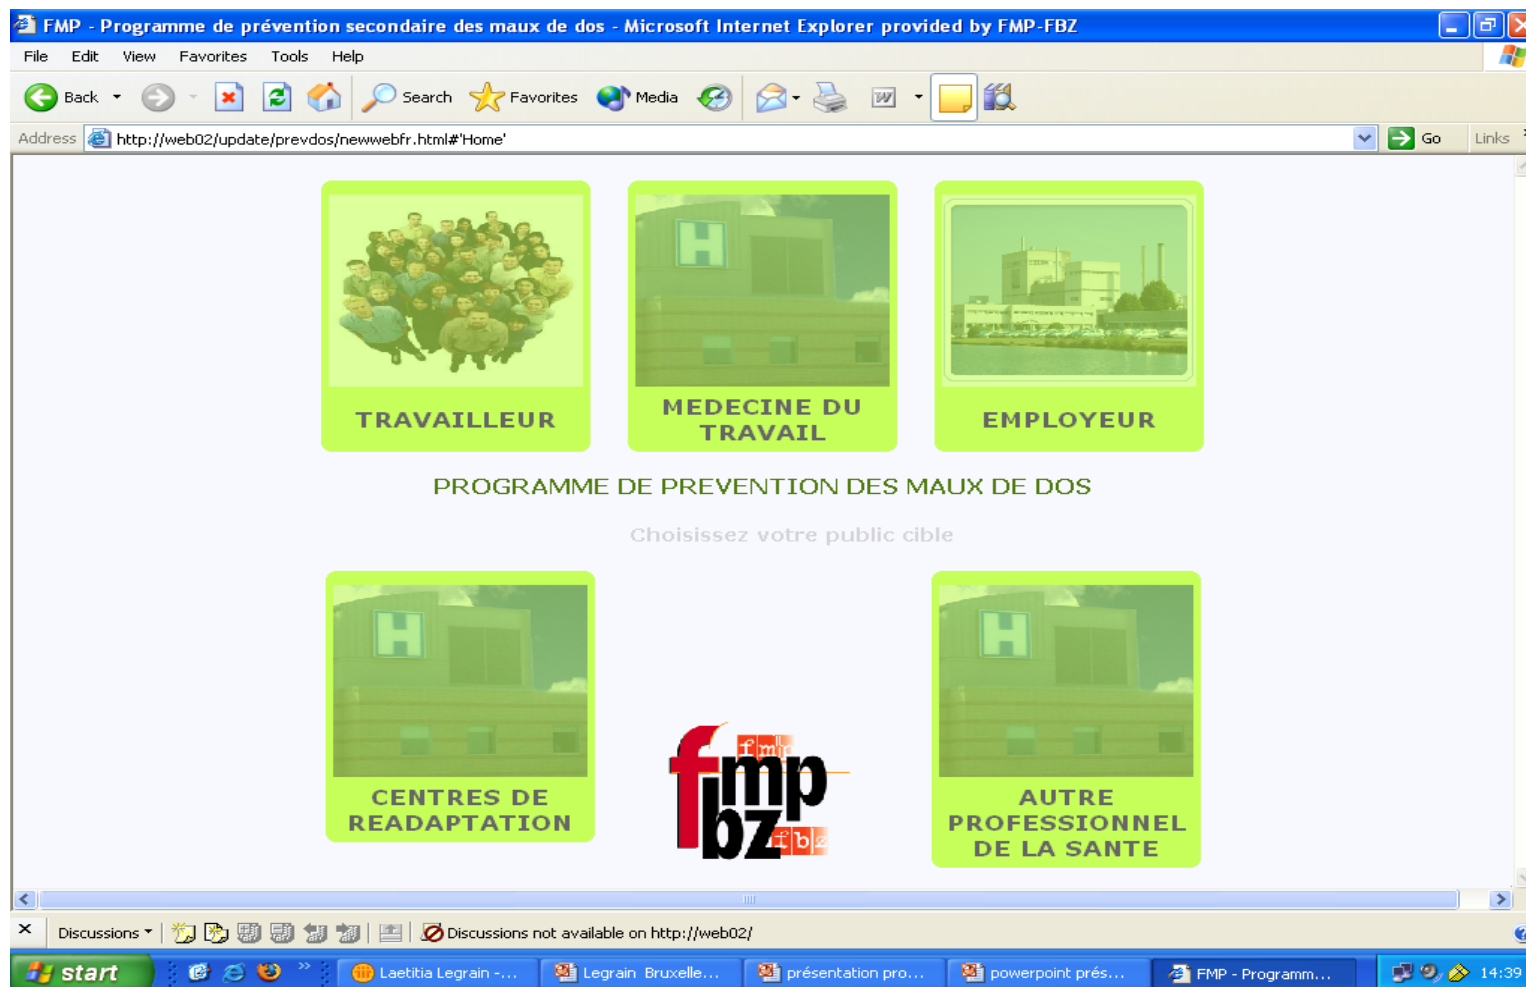 FMP - Programme de prévention secondaire des maux de dos - Microsoft Internet Explorer provided by FMP-FBZ
File Edit View Favorites Tools Help
Back Search Favorites Media
Address http://web02/update/prevdos/newwebfr.html#'Home' Go Links
H
TRAVAILLEUR
MEDECINE DU
TRAVAIL
EMPLOYEUR
PROGRAMME DE PREVENTION DES MAUX DE DOS
Choisissez votre public cible
H
H
CENTRES DE
READAPTATION
fmp
fmp
bz
fbz
AUTRE
PROFESSIONNEL
DE LA SANTE
Discussions Discussions not available on http://web02/
start Laetitia Legrain -... Legrain Bruxelle... présentation pro... powerpoint prés... FMP - Programm... 14:39